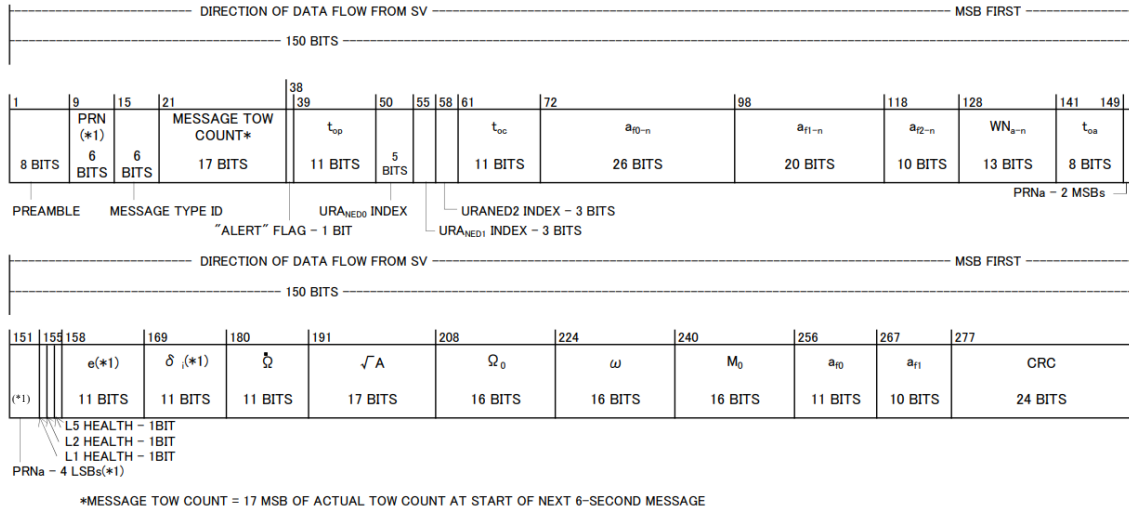 DIRECTION OF DATA FLOW FROM SV MSB FIRST
150 BITS
38
1 9 15 21 39 50 55 58 61 72 98 118 128 141 149
PRN (*1) MESSAGE TOW COUNT* t_op t_oc a_f0-n a_f1-n a_f2-n WN_a-n t_oa
8 BITS 6 BITS 6 BITS 17 BITS 11 BITS 5 BITS 11 BITS 26 BITS 20 BITS 10 BITS 13 BITS 8 BITS
PRNa - 2 MSBs
PREAMBLE MESSAGE TYPE ID URA_NED0 INDEX URANED2 INDEX - 3 BITS
"ALERT" FLAG - 1 BIT URA_NED1 INDEX - 3 BITS
DIRECTION OF DATA FLOW FROM SV MSB FIRST
150 BITS
151 155 158 169 180 191 208 224 240 256 267 277
e(*1) δ_i(*1) Ω̇ √A Ω_0 ω M_0 a_f0 a_f1 CRC
(*1) 11 BITS 11 BITS 11 BITS 17 BITS 16 BITS 16 BITS 16 BITS 11 BITS 10 BITS 24 BITS
L5 HEALTH - 1BIT
L2 HEALTH - 1BIT
L1 HEALTH - 1BIT
PRNa - 4 LSBs(*1)
*MESSAGE TOW COUNT = 17 MSB OF ACTUAL TOW COUNT AT START OF NEXT 6-SECOND MESSAGE